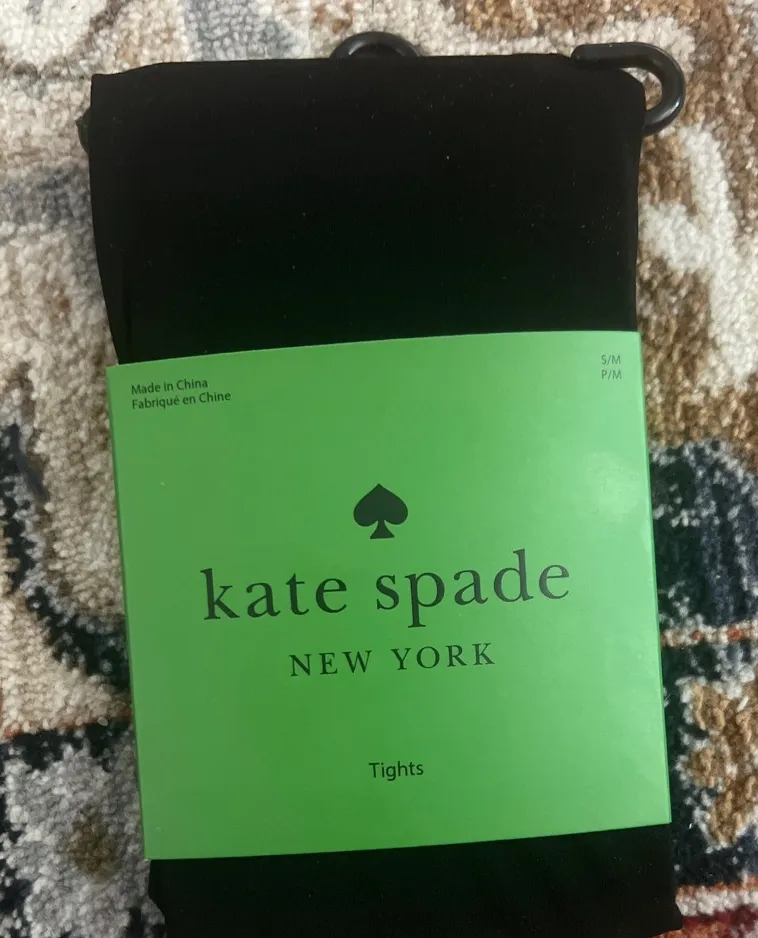 Made in China
Fabriqué en Chine
S/M
P/M
kate spade
NEW YORK
Tights